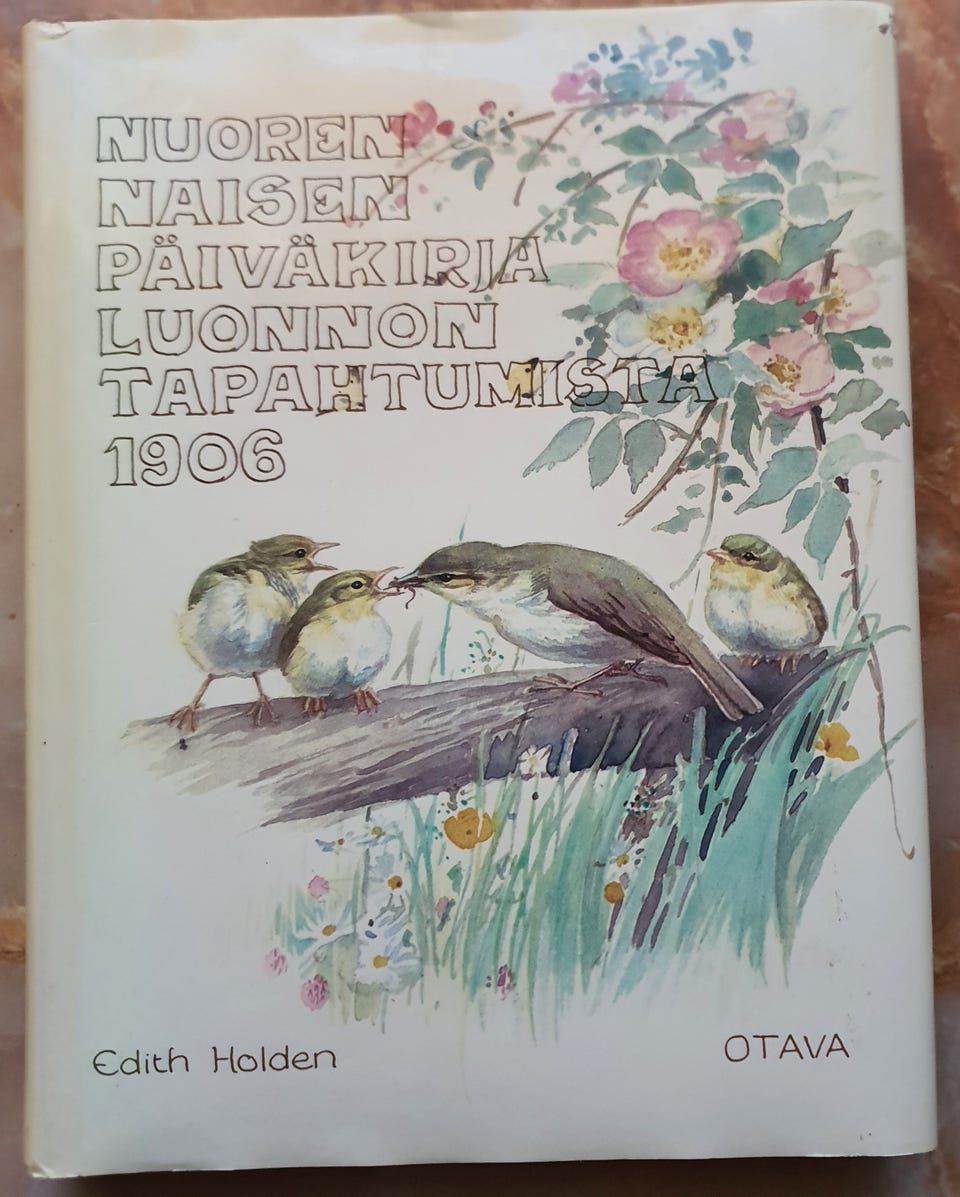 NUOREN
NAISEN
PÄIVÄKIRJA
LUONNON
TAPAHTUMISTA
1906
Edith Holden
OTAVA